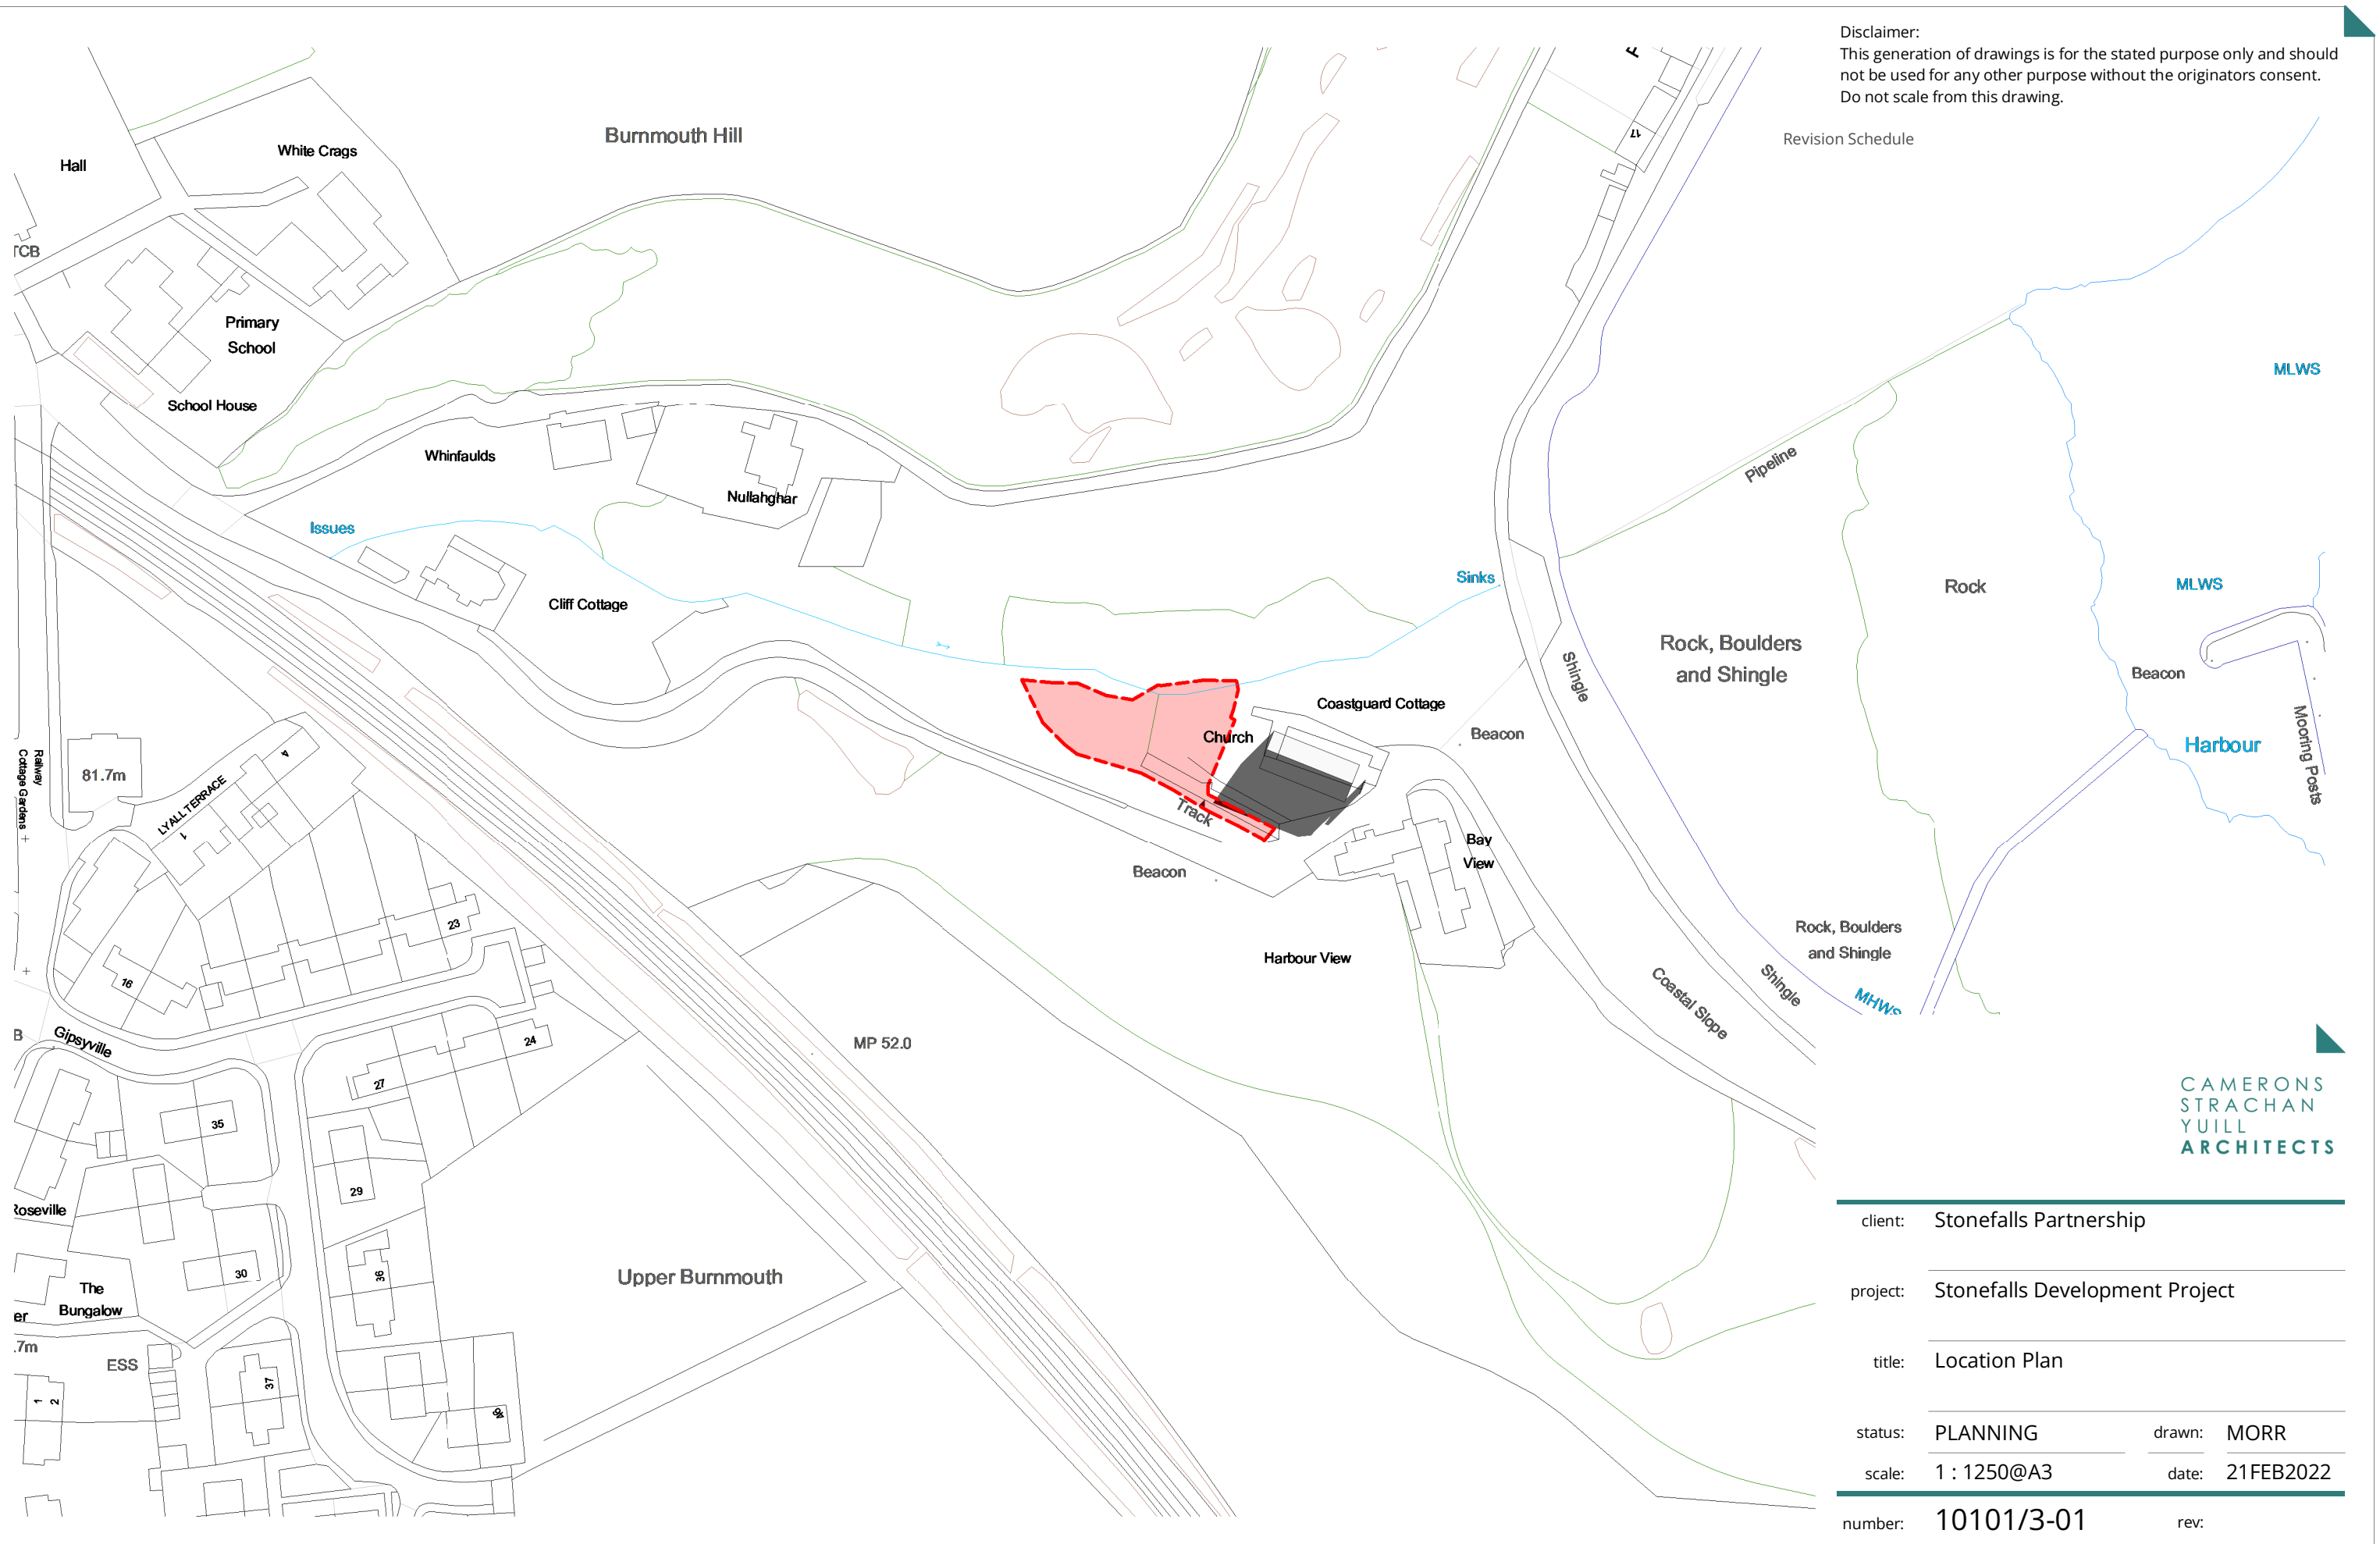 Disclaimer:
This generation of drawings is for the stated purpose only and should
not be used for any other purpose without the originators consent.
Do not scale from this drawing.
Revision Schedule
Burnmouth Hill
White Crags
Hall
TCB
17
Primary
School
School House
Whinfaulds
Nullahghar
Issues
Cliff Cottage
Sinks
Pipeline
MLWS
Rock
MLWS
Rock, Boulders
and Shingle
Shingle
Beacon
Mooring Posts
Harbour
Coastguard Cottage
Church
Beacon
Track
Beacon
Bay
View
Harbour View
Railway
Cottage Gardens
81.7m
LYALL TERRACE
4
1
23
16
Gipsyville
B
24
27
35
29
MP 52.0
Rock, Boulders
and Shingle
MHWS
Shingle
Coastal Slope
Roseville
30
36
The
Bungalow
er
.7m
ESS
1
2
37
Upper Burnmouth
CAMERONS
STRACHAN
YUILL
ARCHITECTS
client: Stonefalls Partnership
project: Stonefalls Development Project
title: Location Plan
status: PLANNING drawn: MORR
scale: 1 : 1250@A3 date: 21FEB2022
number: 10101/3-01 rev: